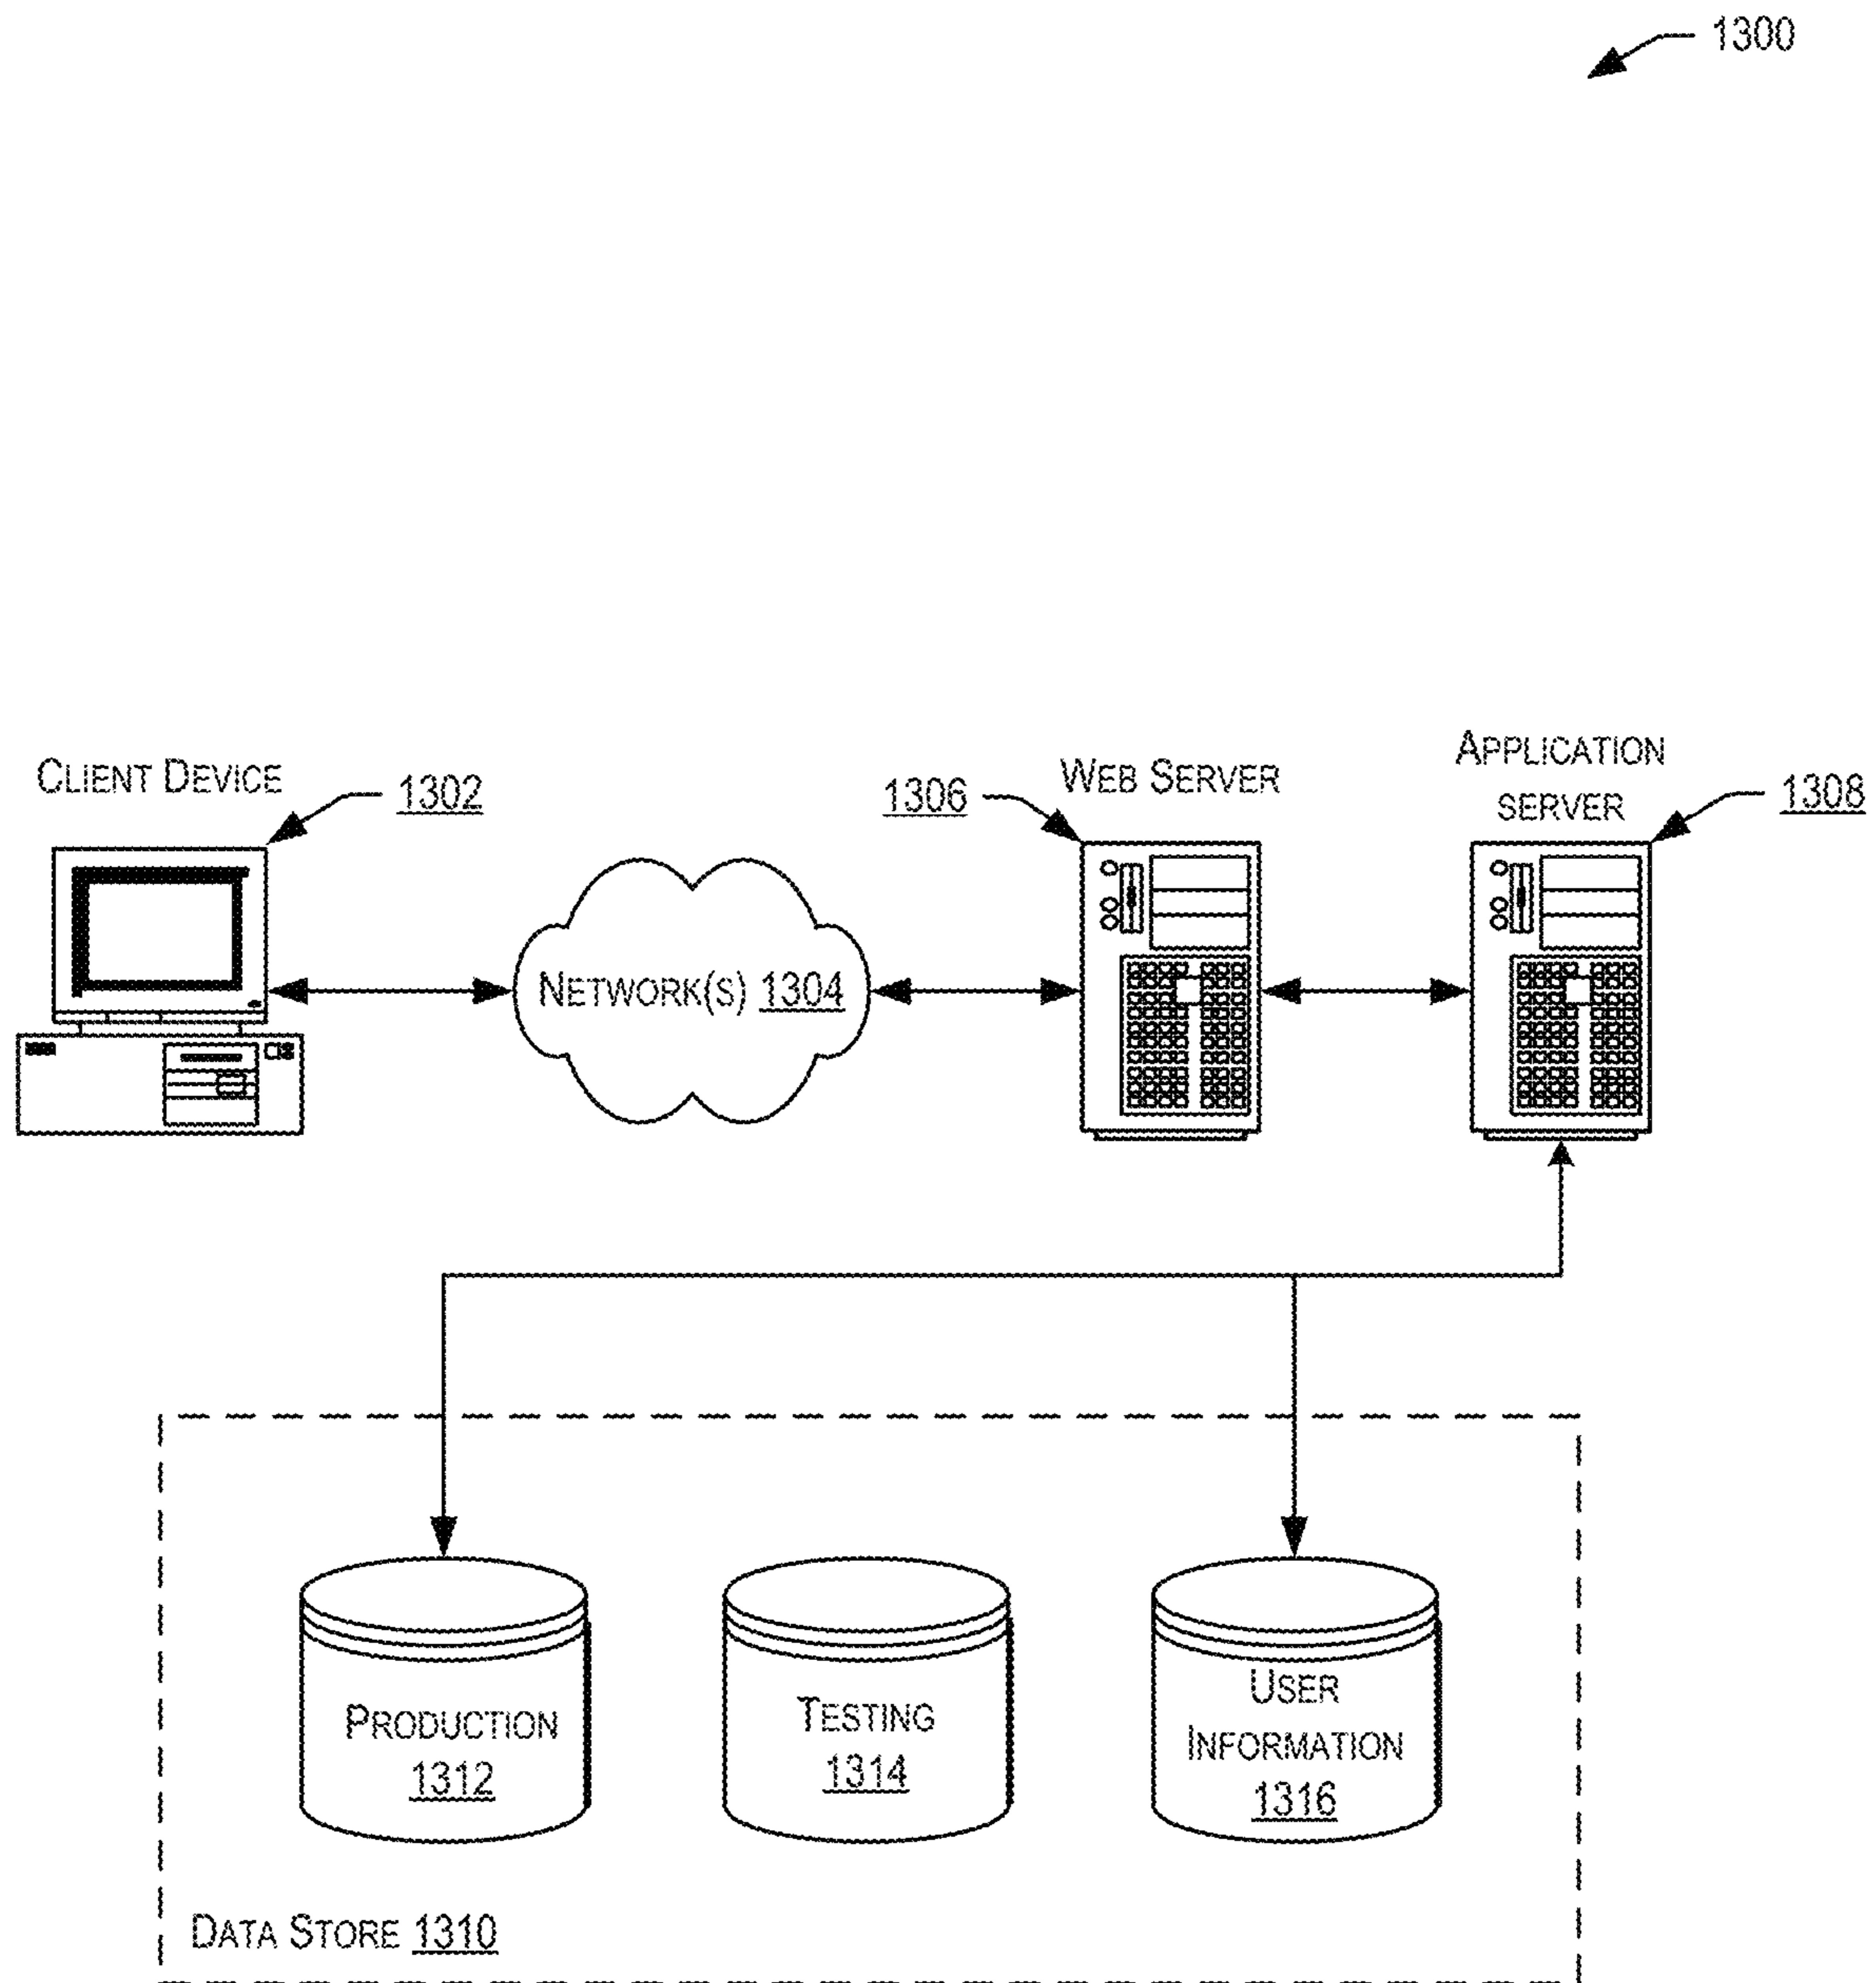 1300
CLIENT DEVICE
1302
1306
WEB SERVER
APPLICATION
SERVER
1308
NETWORK(S) 1304
PRODUCTION
1312
TESTING
1314
USER
INFORMATION
1316
DATA STORE 1310